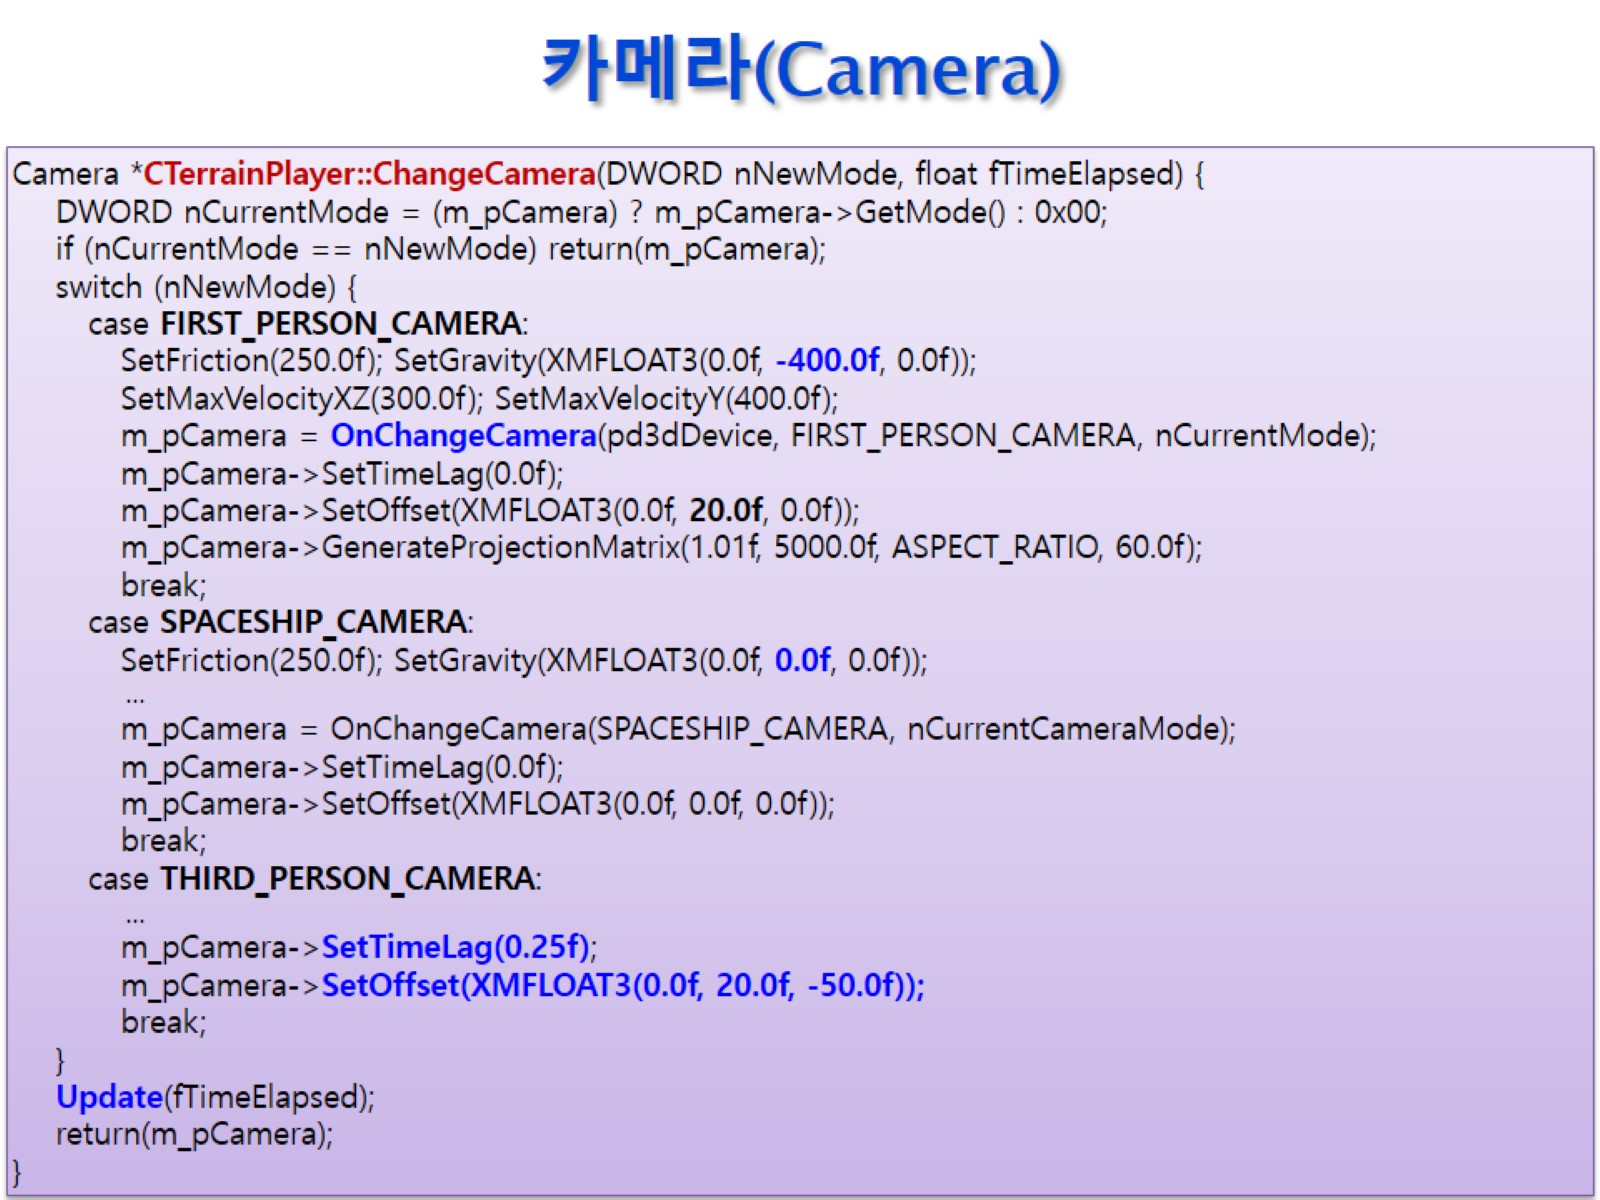 카메라(Camera)
Camera *CTerrainPlayer::ChangeCamera(DWORD nNewMode, float fTimeElapsed) {
DWORD nCurrentMode = (m_pCamera) ? m_pCamera->GetMode() : 0x00;
if (nCurrentMode == nNewMode) return(m_pCamera);
switch (nNewMode) {
case FIRST_PERSON_CAMERA:
SetFriction(250.0f); SetGravity(XMFLOAT3(0.0f, -400.0f, 0.0f));
SetMaxVelocityXZ(300.0f); SetMaxVelocityY(400.0f);
m_pCamera = OnChangeCamera(pd3dDevice, FIRST_PERSON_CAMERA, nCurrentMode);
m_pCamera->SetTimeLag(0.0f);
m_pCamera->SetOffset(XMFLOAT3(0.0f, 20.0f, 0.0f));
m_pCamera->GenerateProjectionMatrix(1.01f, 5000.0f, ASPECT_RATIO, 60.0f);
break;
case SPACESHIP_CAMERA:
SetFriction(250.0f); SetGravity(XMFLOAT3(0.0f, 0.0f, 0.0f));
...
m_pCamera = OnChangeCamera(SPACESHIP_CAMERA, nCurrentCameraMode);
m_pCamera->SetTimeLag(0.0f);
m_pCamera->SetOffset(XMFLOAT3(0.0f, 0.0f, 0.0f));
break;
case THIRD_PERSON_CAMERA:
...
m_pCamera->SetTimeLag(0.25f);
m_pCamera->SetOffset(XMFLOAT3(0.0f, 20.0f, -50.0f));
break;
}
Update(fTimeElapsed);
return(m_pCamera);
}